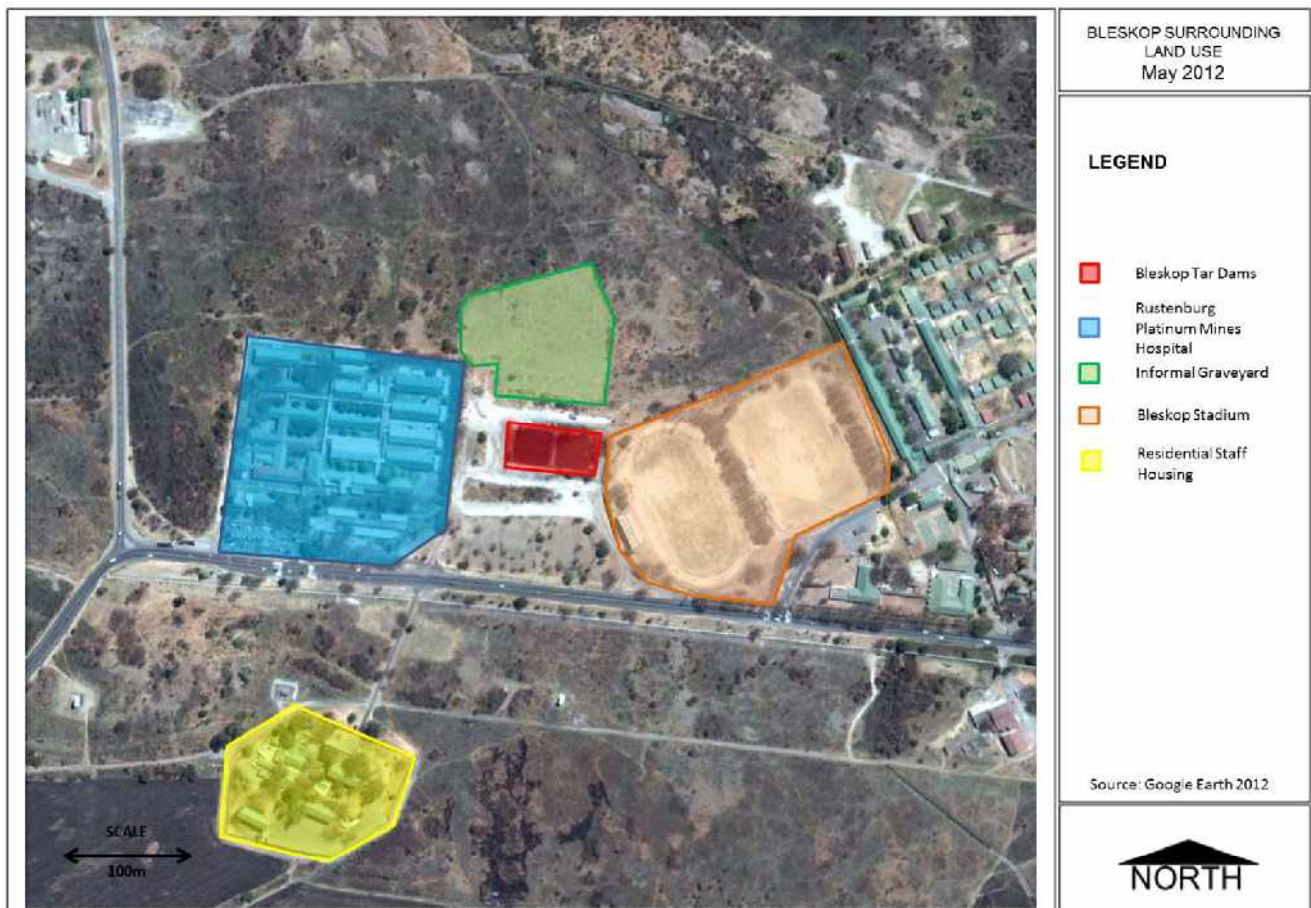 BLESKOP SURROUNDING
LAND USE
May 2012
LEGEND
Bleskop Tar Dams
Rustenburg
Platinum Mines
Hospital
Informal Graveyard
Bleskop Stadium
Residential Staff
Housing
Source: Google Earth 2012
NORTH
SCALE
100m